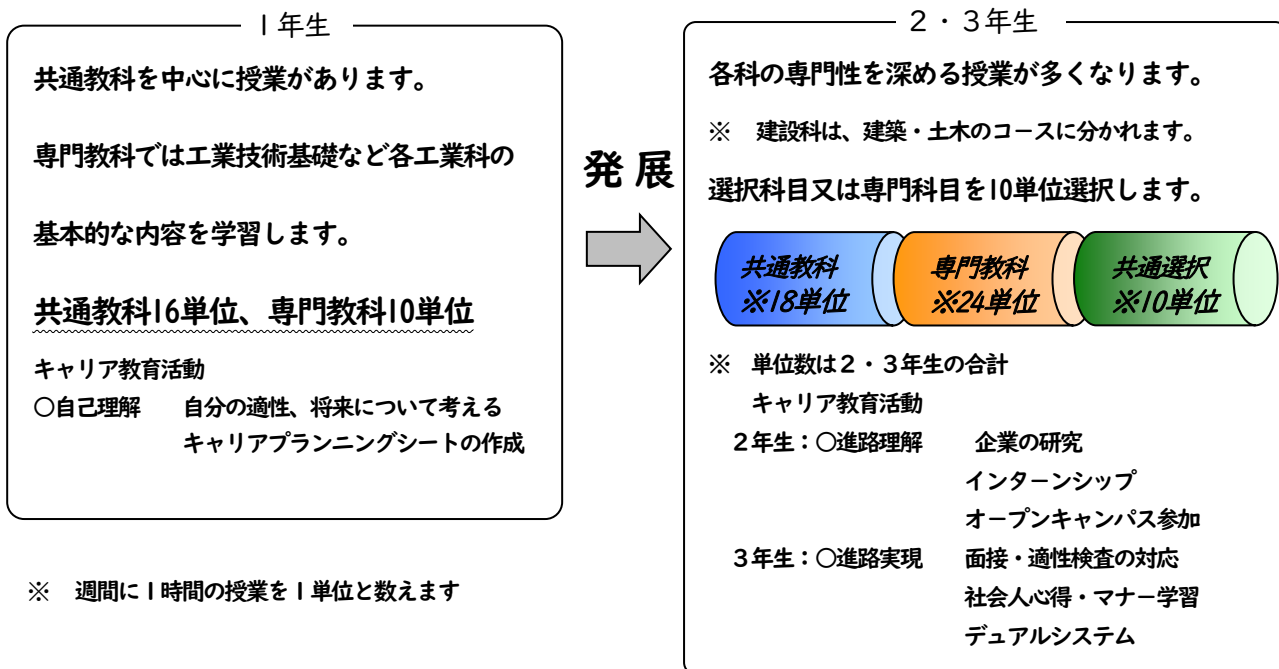 1年生
共通教科を中心に授業があります。
専門教科では工業技術基礎など各工業科の
基本的な内容を学習します。
共通教科16単位、専門教科10単位
キャリア教育活動
○自己理解　自分の適性、将来について考える
キャリアプランニングシートの作成
※　週間に1時間の授業を1単位と数えます
発展
２・３年生
各科の専門性を深める授業が多くなります。
※　建設科は、建築・土木のコースに分かれます。
選択科目又は専門科目を10単位選択します。
共通教科
※18単位
専門教科
※24単位
共通選択
※10単位
※　単位数は２・３年生の合計
キャリア教育活動
２年生：○進路理解　企業の研究
インターンシップ
オープンキャンパス参加
３年生：○進路実現　面接・適性検査の対応
社会人心得・マナー学習
デュアルシステム